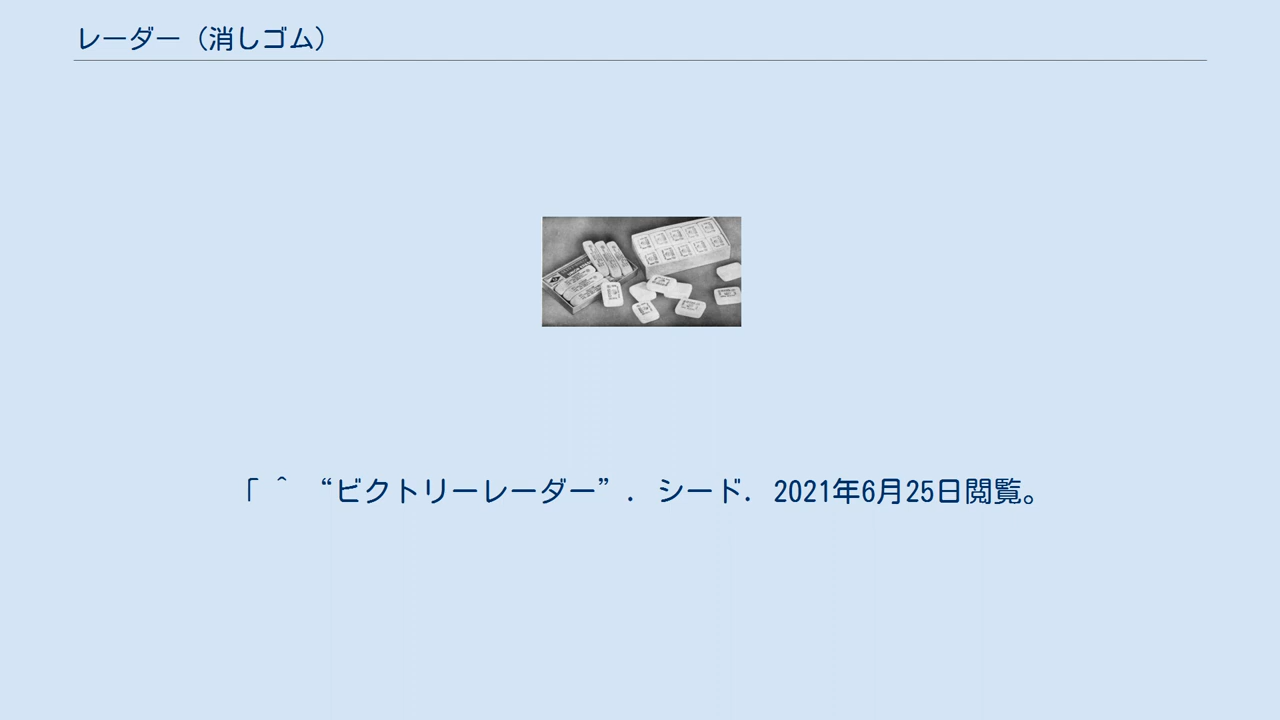 レーダー（消しゴム）
「 ^ “ビクトリーレーダー”. シード. 2021年6月25日閲覧。